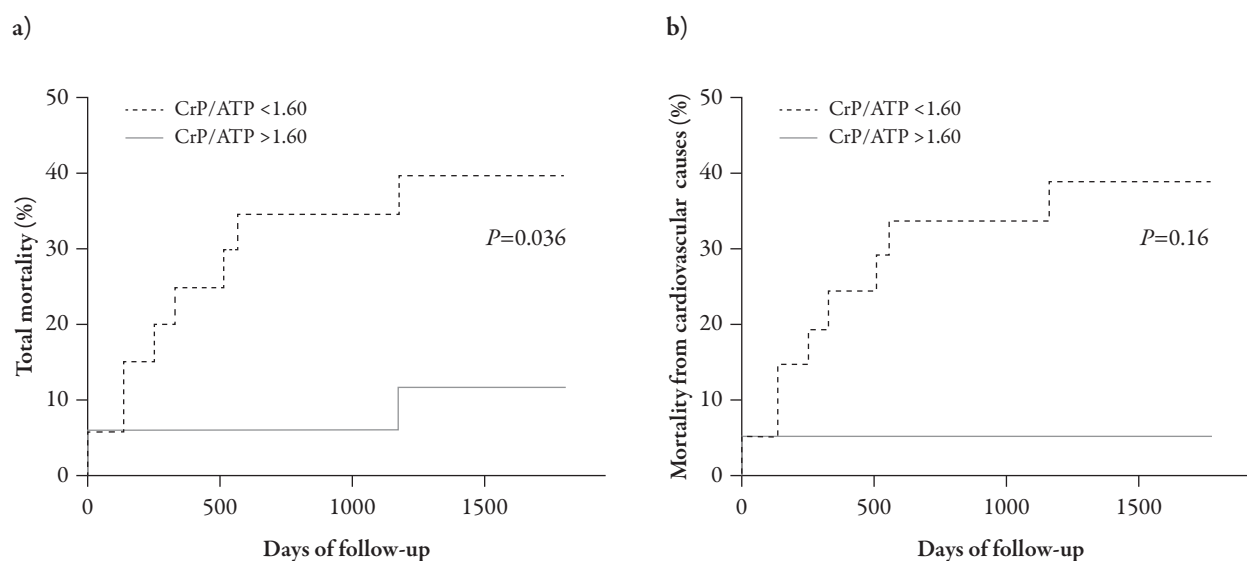 a)
Total mortality (%)
50
40
30
20
10
0
CrP/ATP <1.60
CrP/ATP >1.60
P=0.036
0 500 1000 1500
Days of follow-up
b)
Mortality from cardiovascular causes (%)
50
40
30
20
10
0
CrP/ATP <1.60
CrP/ATP >1.60
P=0.16
0 500 1000 1500
Days of follow-up